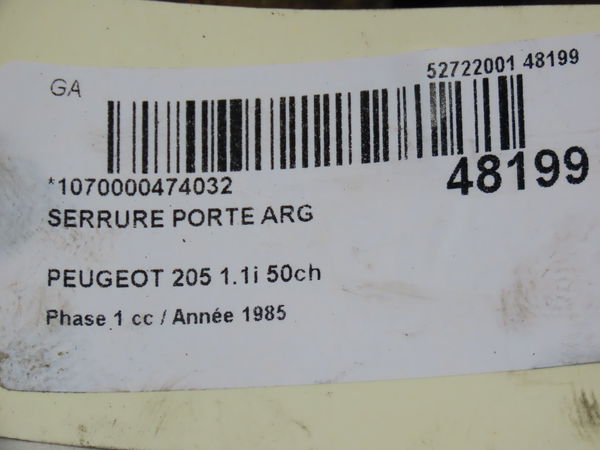 GA
52722001 48199
*1070000474032
48199
SERRURE PORTE ARG
PEUGEOT 205 1.1i 50ch
Phase 1 cc / Année 1985